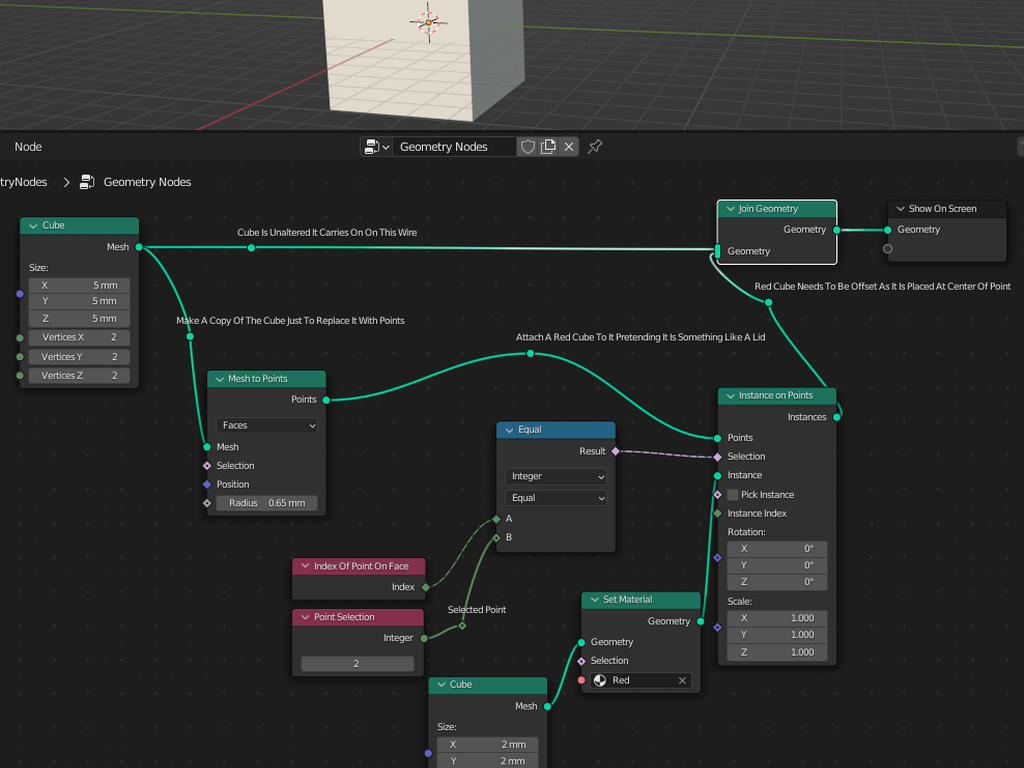 Node
Geometry Nodes
tryNodes > Geometry Nodes
Cube
Mesh
Size:
X 5 mm
Y 5 mm
Z 5 mm
Vertices X 2
Vertices Y 2
Vertices Z 2
Cube Is Unaltered It Carries On On This Wire
Join Geometry
Geometry
Geometry
Show On Screen
Geometry
Red Cube Needs To Be Offset As It Is Placed At Center Of Point
Make A Copy Of The Cube Just To Replace It With Points
Attach A Red Cube To It Pretending It Is Something Like A Lid
Mesh to Points
Points
Faces
Mesh
Selection
Position
Radius 0.65 mm
Equal
Result
Integer
Equal
A
B
Instance on Points
Instances
Points
Selection
Instance
Pick Instance
Instance Index
Rotation:
X 0°
Y 0°
Z 0°
Scale:
X 1.000
Y 1.000
Z 1.000
Index Of Point On Face
Index
Point Selection
Integer
2
Selected Point
Set Material
Geometry
Geometry
Selection
Red
Cube
Mesh
Size:
X 2 mm
Y 2 mm